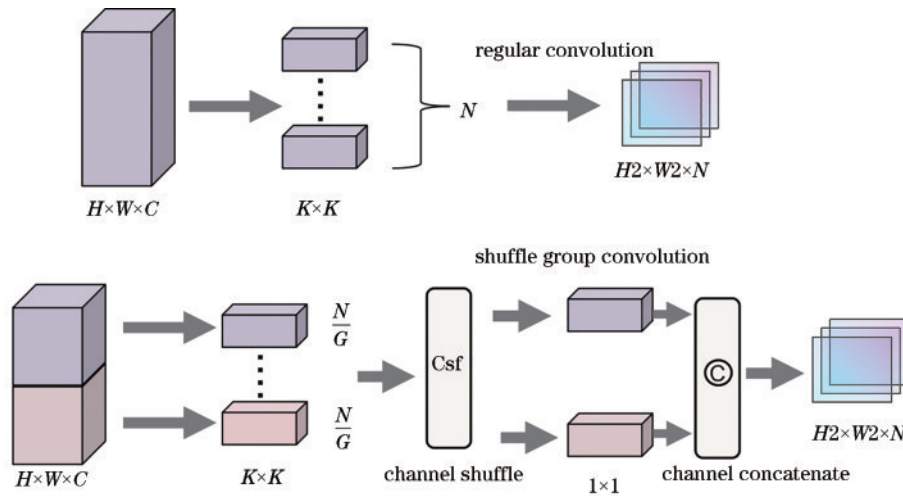 regular convolution
N
H×W×C
K×K
H2×W2×N
shuffle group convolution
N/G
Csf
©
N/G
H2×W2×N
H×W×C
K×K
channel shuffle
1×1
channel concatenate